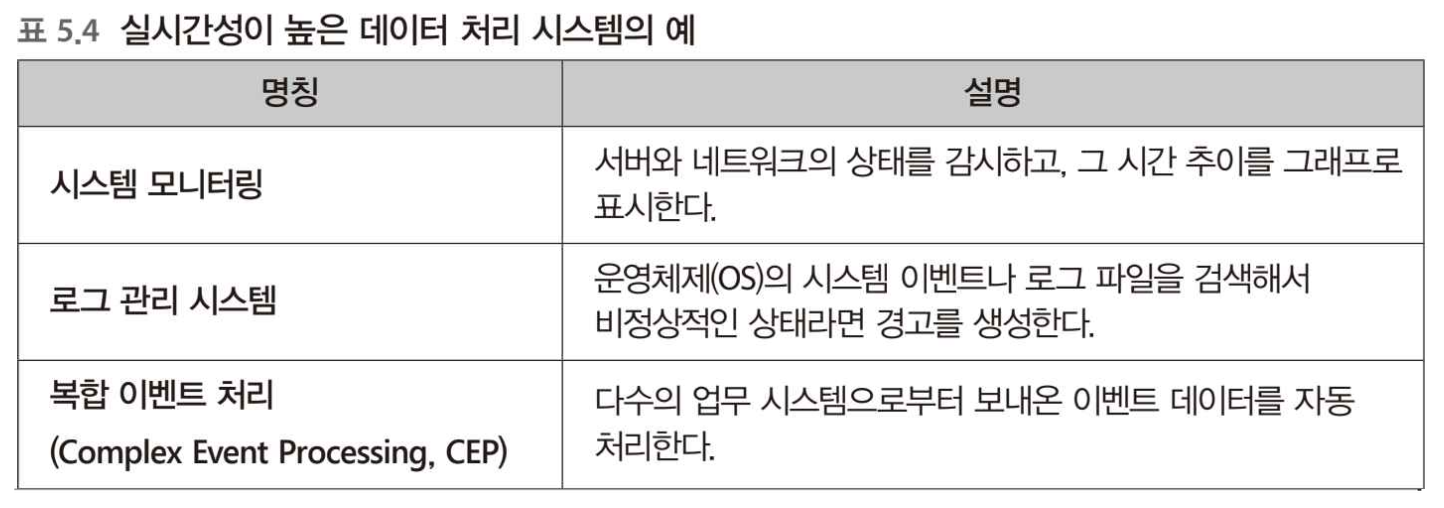 표 5.4 실시간성이 높은 데이터 처리 시스템의 예
명칭
설명
시스템 모니터링
서버와 네트워크의 상태를 감시하고, 그 시간 추이를 그래프로
표시한다.
로그 관리 시스템
운영체제(OS)의 시스템 이벤트나 로그 파일을 검색해서
비정상적인 상태라면 경고를 생성한다.
복합 이벤트 처리
(Complex Event Processing, CEP)
다수의 업무 시스템으로부터 보내온 이벤트 데이터를 자동
처리한다.